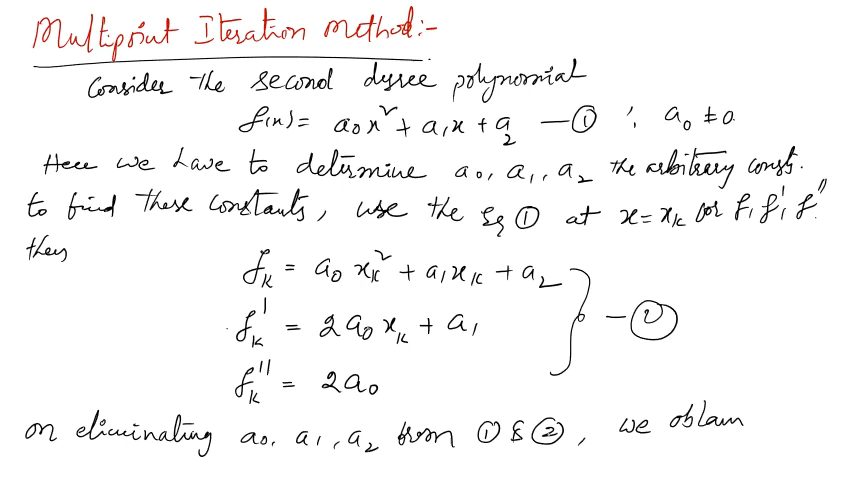 Multipoint Iteration Method:-
Consider the second degree polynomial
f(x) = a₀x² + a₁x + a₂ — ① ; a₀ ≠ 0.
Here we have to determine a₀, a₁, a₂ the arbitrary consts.
to find these constants, use the Eq ① at x = xₖ for f, f', f''.
then
fₖ = a₀xₖ² + a₁xₖ + a₂
fₖ' = 2a₀xₖ + a₁ } — ②
fₖ'' = 2a₀
on eliminating a₀, a₁, a₂ from ① & ②, we obtain